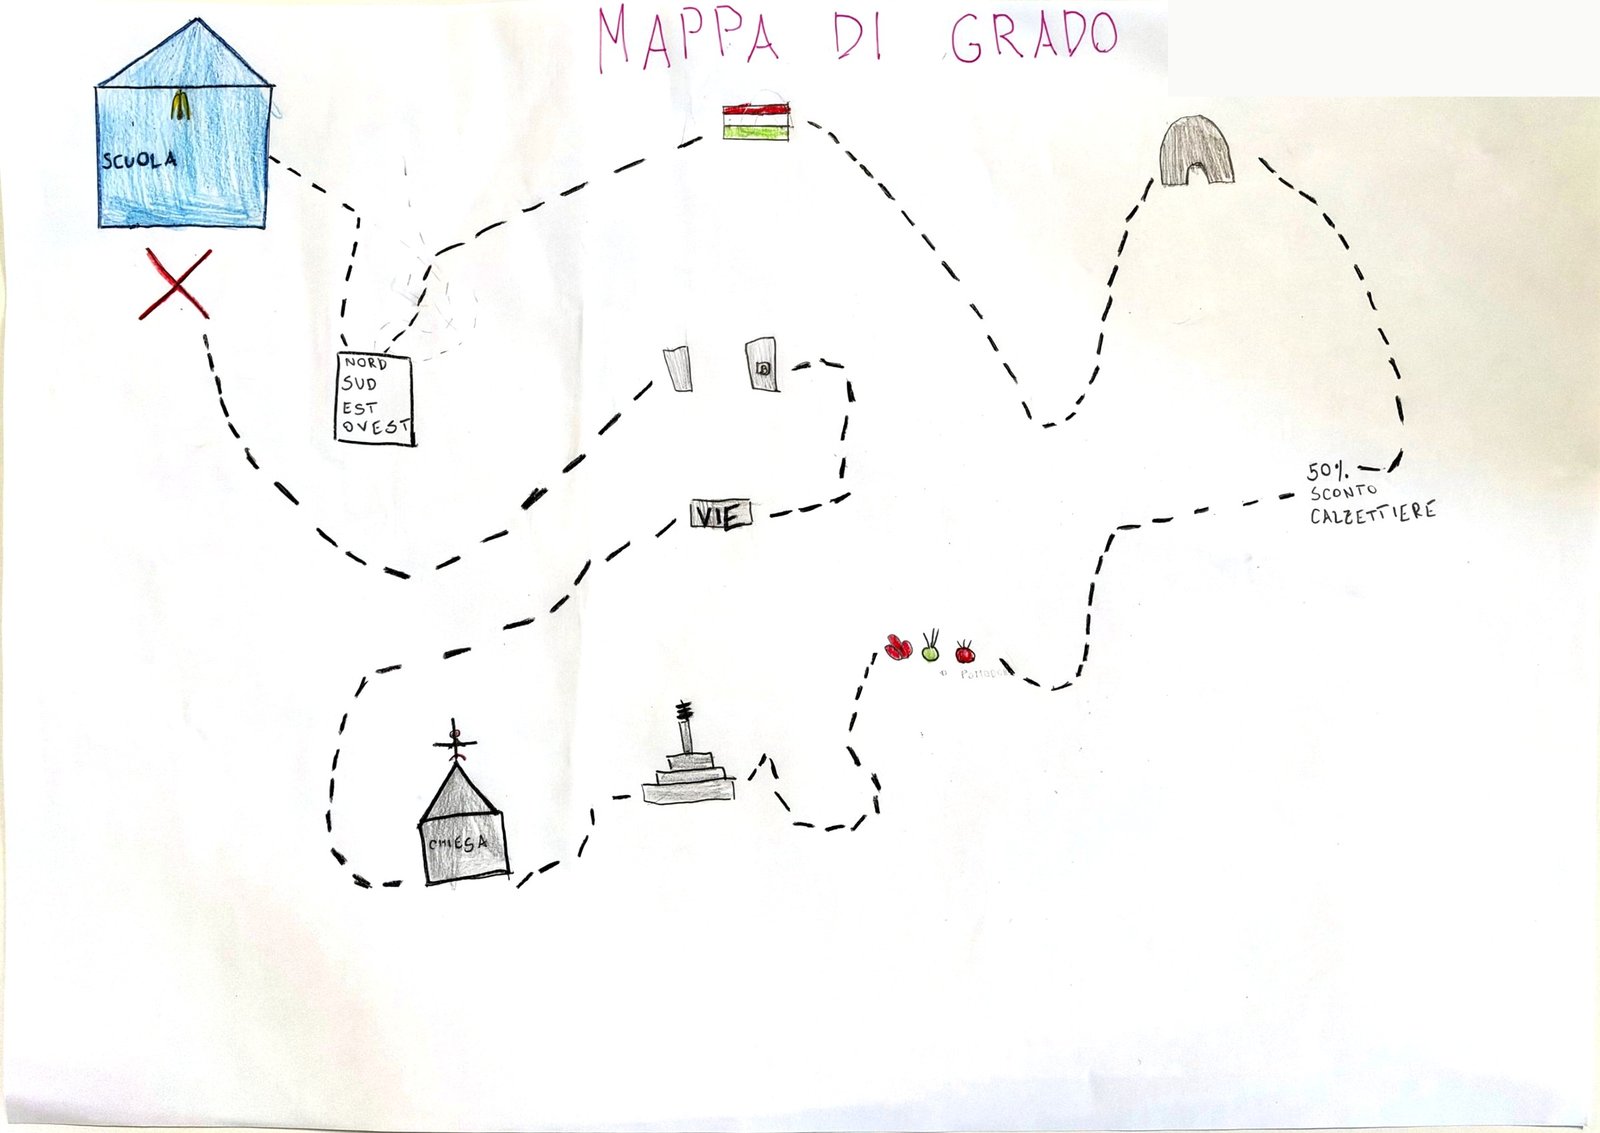 MAPPA DI GRADO
SCUOLA
NORD
SUD
EST
OVEST
VIE
50%
SCONTO
CALZETTIERE
CHIESA